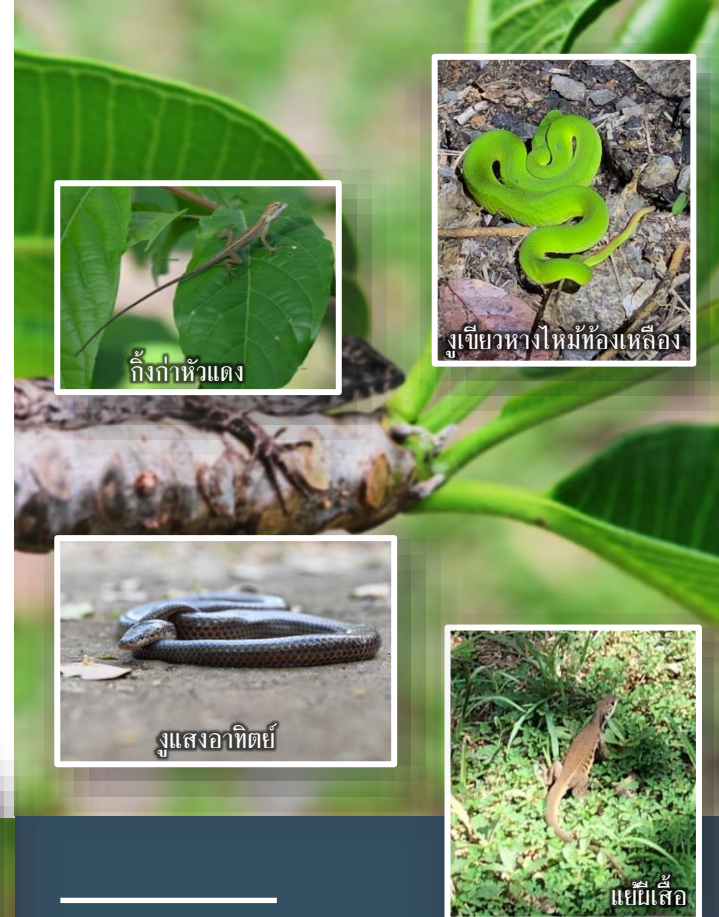 งูเขียวหางไหม้ท้องเหลือง
กิ้งก่าหัวแดง
งูแสงอาทิตย์
แย้ผีเสื้อ